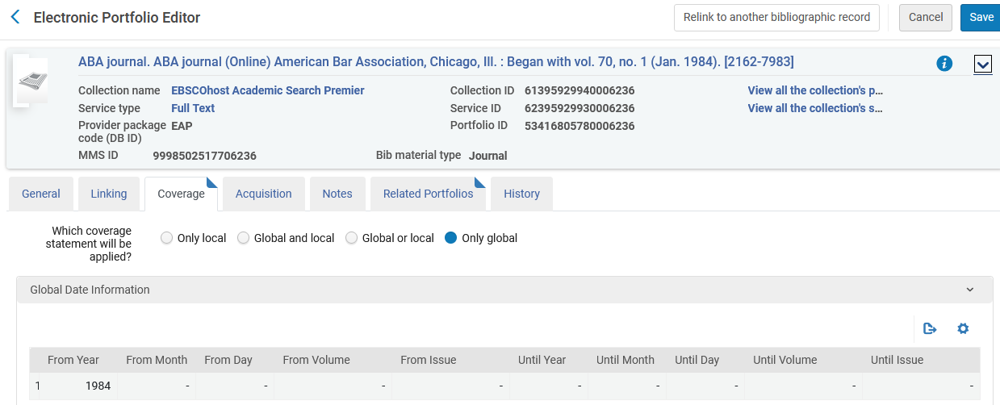 Electronic Portfolio Editor
Relink to another bibliographic record
Cancel
Save
ABA journal. ABA journal (Online) American Bar Association, Chicago, Ill. : Began with vol. 70, no. 1 (Jan. 1984). [2162-7983]
Collection name EBSCOhost Academic Search Premier
Collection ID 61395929940006236
View all the collection's p...
Service type Full Text
Service ID 62395929930006236
View all the collection's s...
Provider package code (DB ID) EAP
Portfolio ID 53416805780006236
MMS ID 9998502517706236
Bib material type Journal
General Linking Coverage Acquisition Notes Related Portfolios History
Which coverage
statement will be
applied?
Only local Global and local Global or local Only global
Global Date Information
From Year From Month From Day From Volume From Issue Until Year Until Month Until Day Until Volume Until Issue
1 1984 - - - - - - - - -